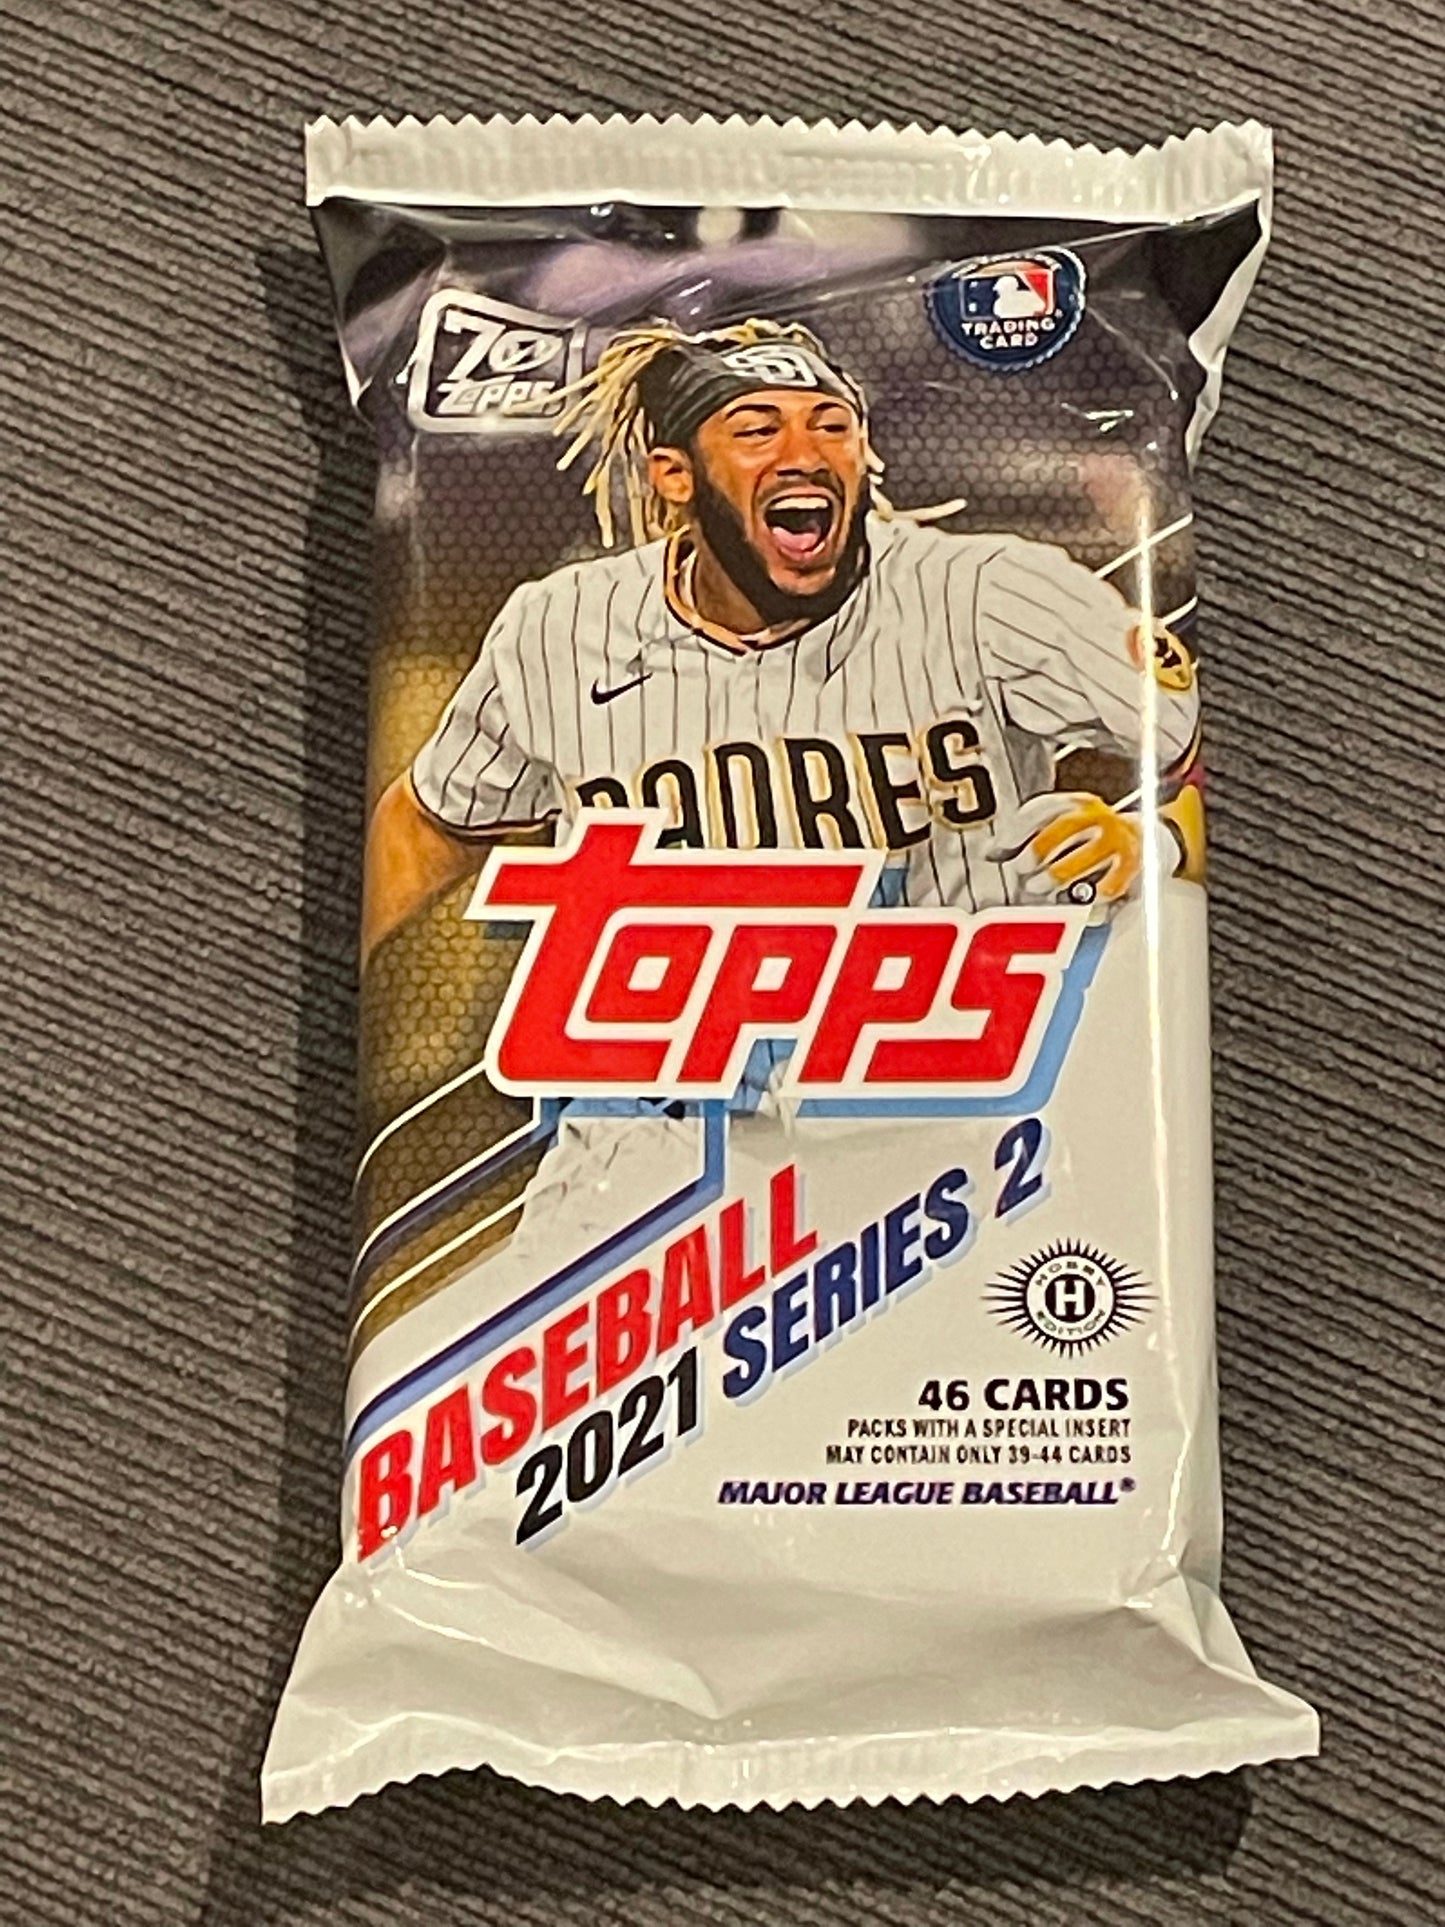 70
TOPPS
TRADING
CARD
SD
PADRES
topps
BASEBALL
2021 SERIES 2
HOBBY
H
EDITION
46 CARDS
PACKS WITH A SPECIAL INSERT
MAY CONTAIN ONLY 39-44 CARDS
MAJOR LEAGUE BASEBALL®